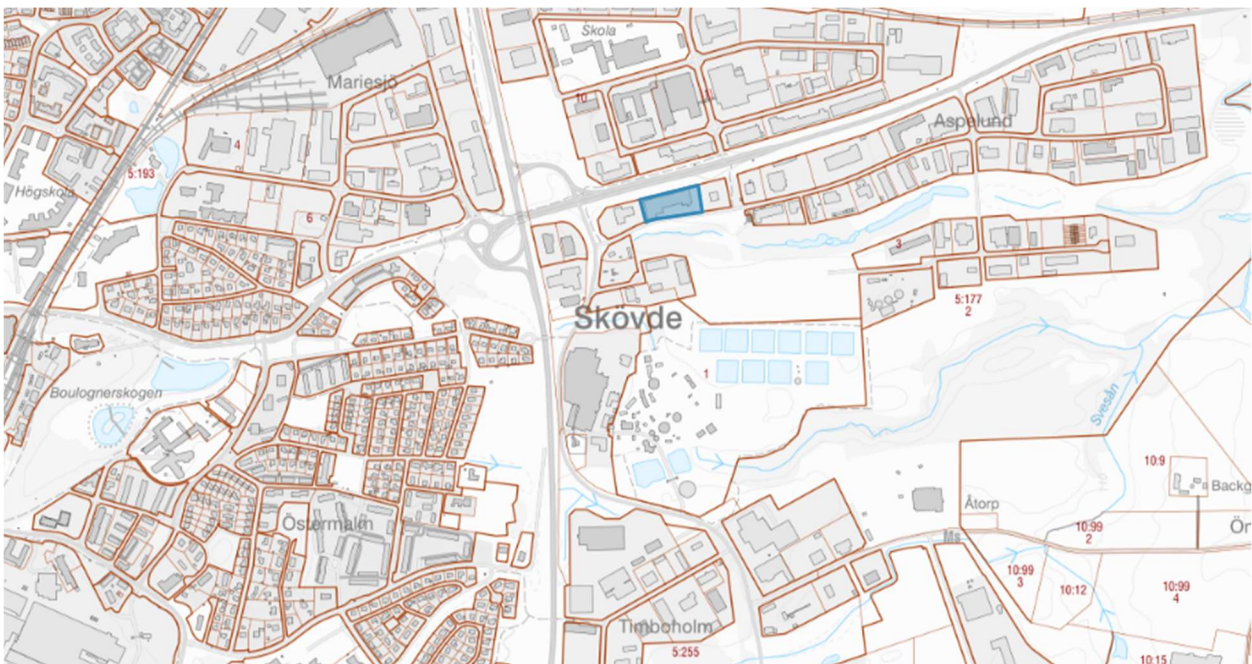 Skola
Mariesjö
10
11
Aspelund
4
5:193
Högskola
6
3
5:177
2
Skövde
1
Boulognerskogen
Svesån
10:9
Backg
Åtorp
Östermalm
10:99
2
Ms
10:99
3
10:12
10:99
4
Timboholm
5:255
10:15